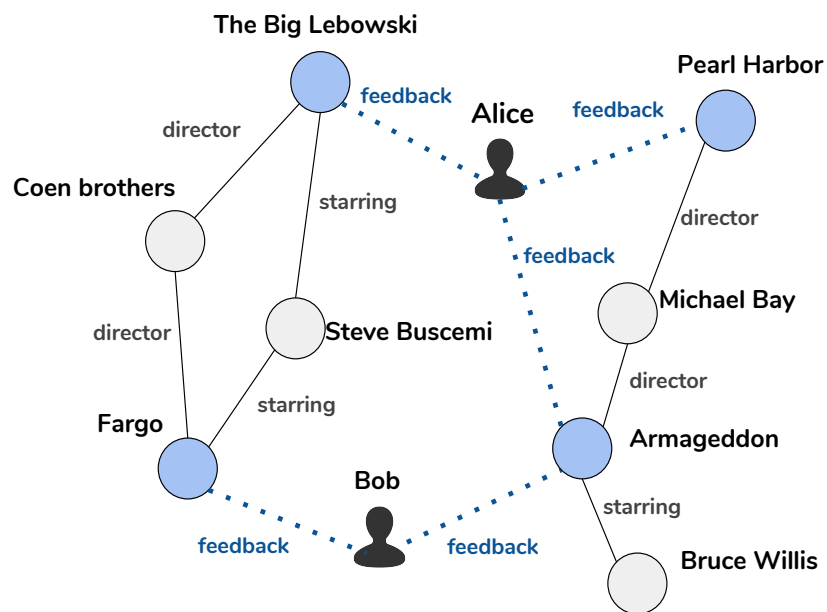 The Big Lebowski
Pearl Harbor
feedback
Alice
feedback
director
Coen brothers
starring
director
feedback
Michael Bay
director
Steve Buscemi
director
starring
Fargo
Armageddon
Bob
starring
feedback
feedback
Bruce Willis